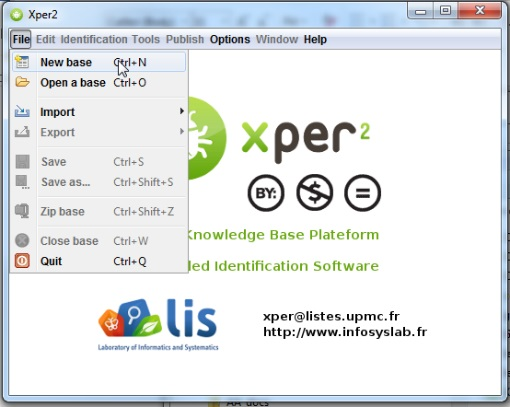 Xper2
File Edit Identification Tools Publish Options Window Help
New base Ctrl+N
Open a base Ctrl+O
Import
Export
Save Ctrl+S
Save as... Ctrl+Shift+S
Zip base Ctrl+Shift+Z
Close base Ctrl+W
Quit Ctrl+Q
xper²
BY: $ =
Knowledge Base Plateform
Identification Software
lis
Laboratory of Informatics and Systematics
xper@listes.upmc.fr
http://www.infosyslab.fr